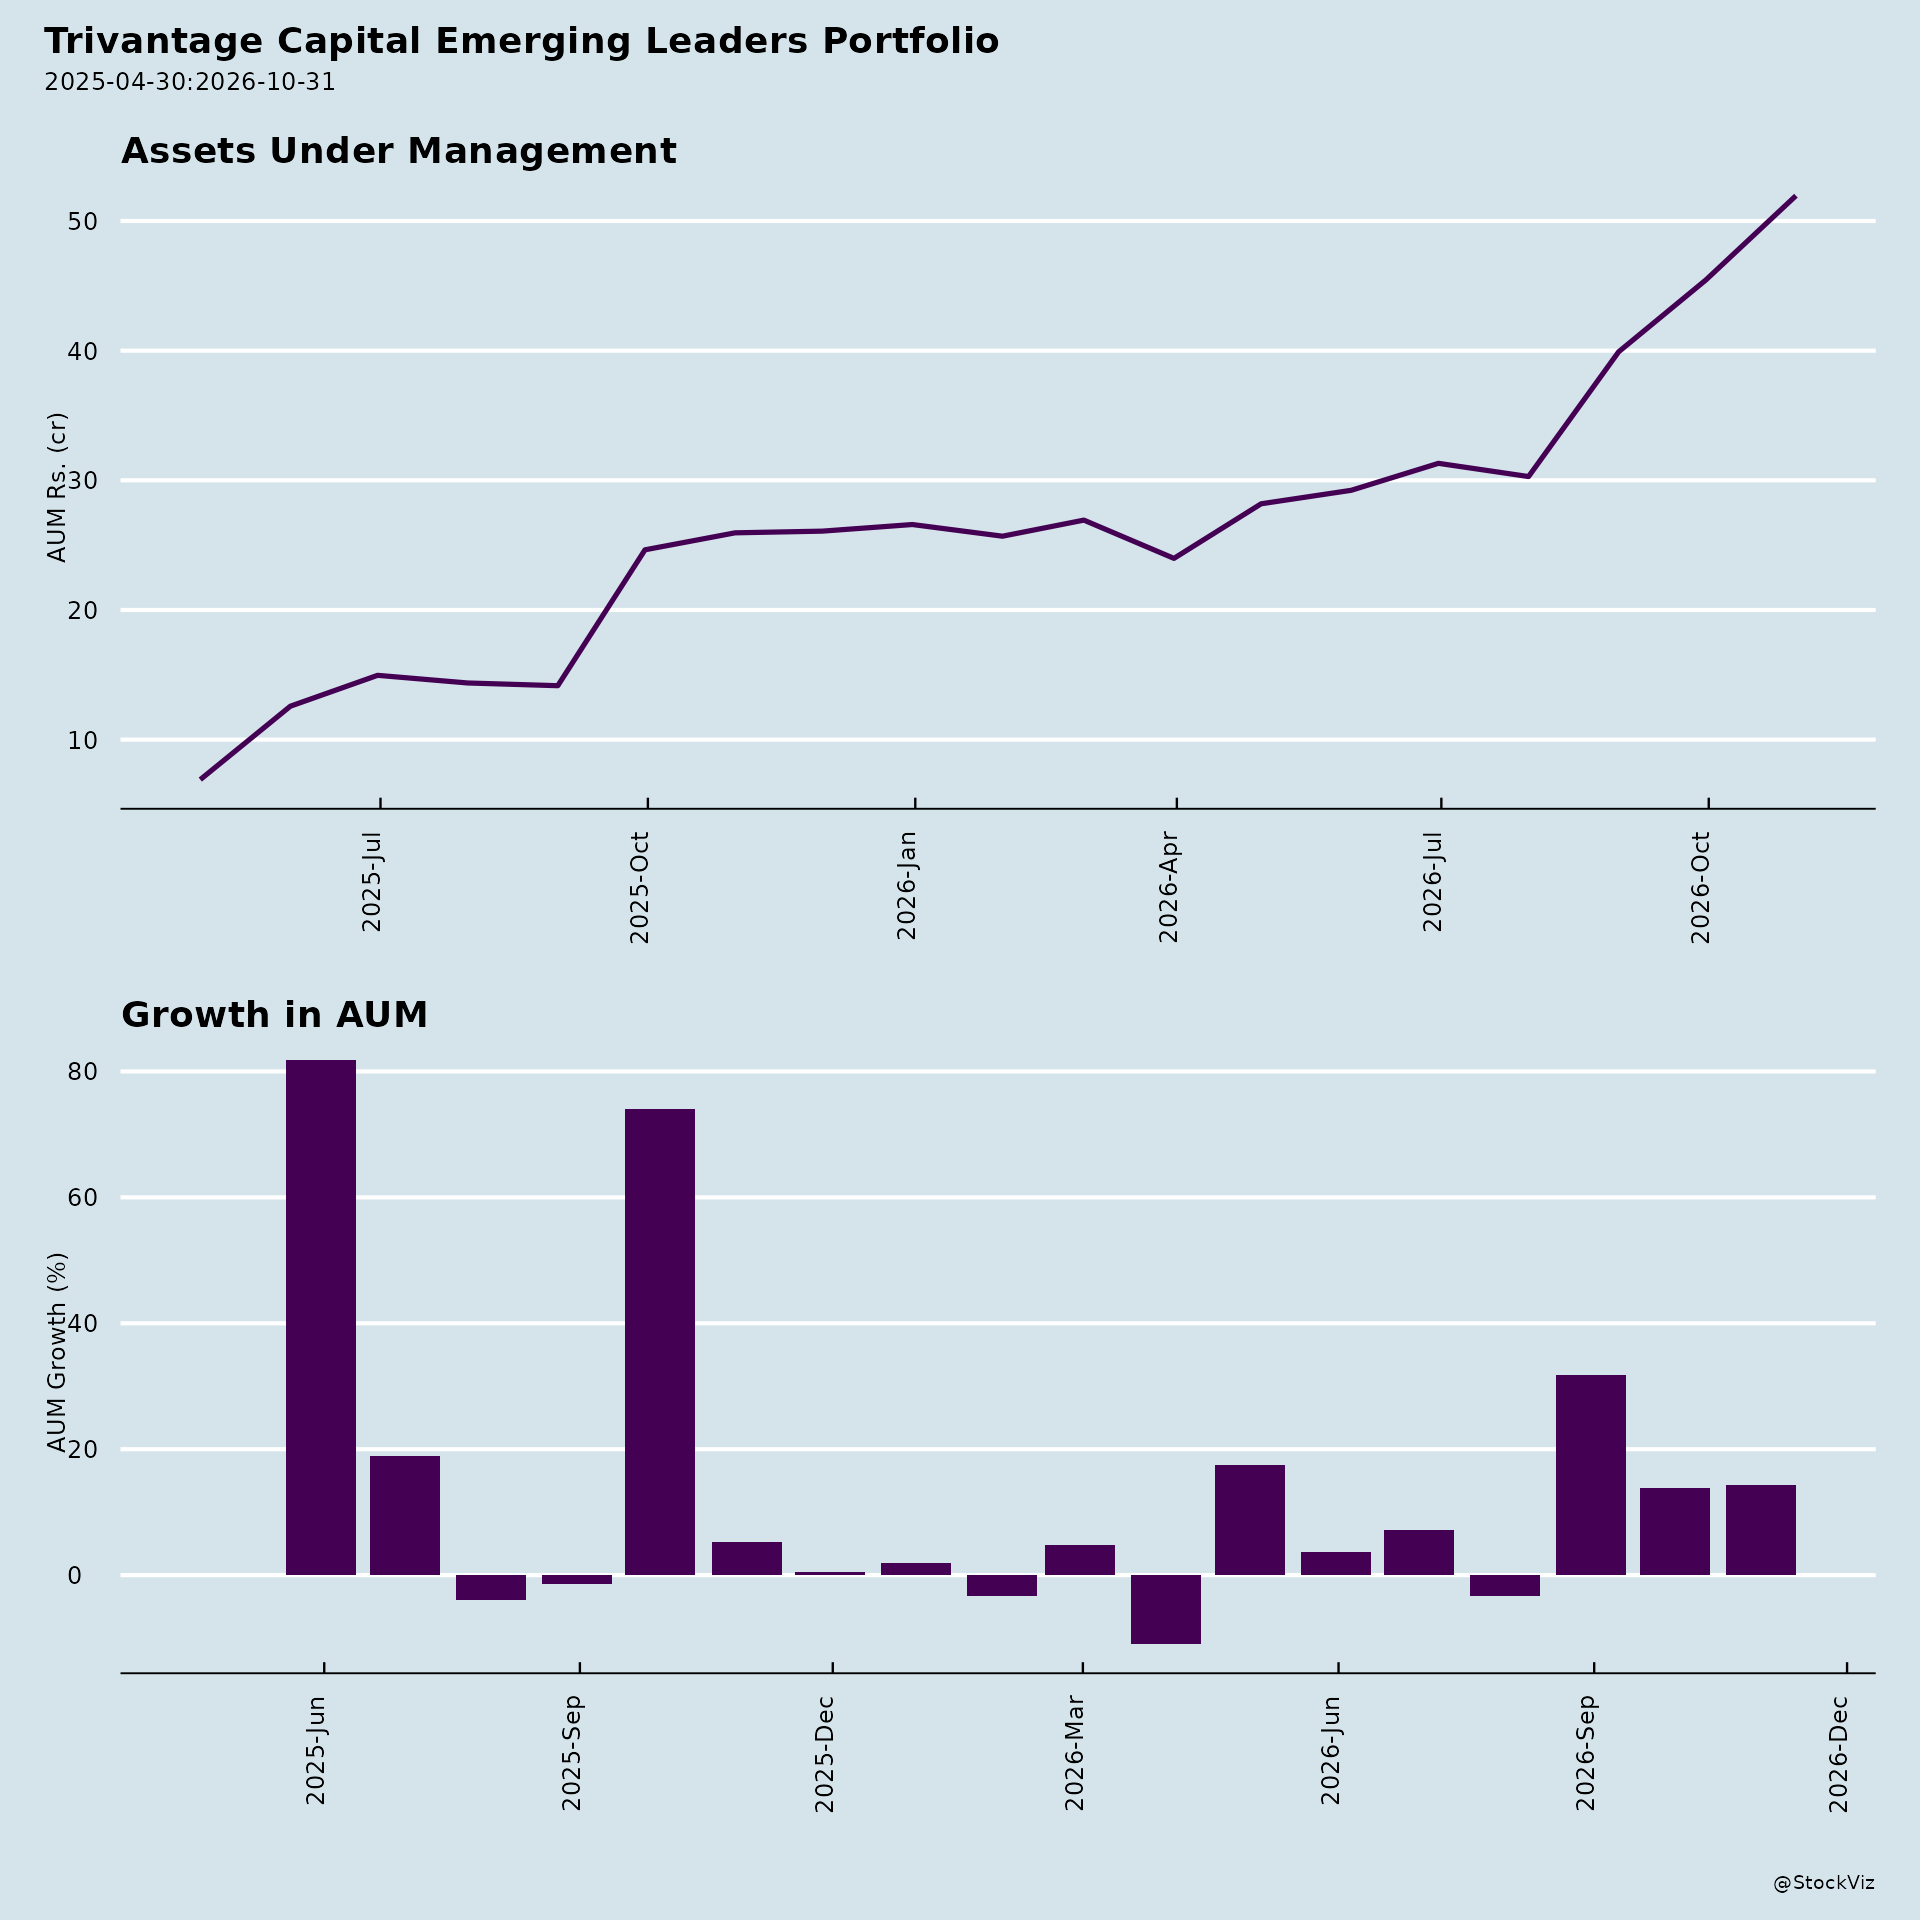 Trivantage Capital Emerging Leaders Portfolio
2025-04-30:2026-10-31
Assets Under Management
AUM Rs. (cr)
50
40
30
20
10
2025-Jul
2025-Oct
2026-Jan
2026-Apr
2026-Jul
2026-Oct
Growth in AUM
AUM Growth (%)
80
60
40
20
0
2025-Jun
2025-Sep
2025-Dec
2026-Mar
2026-Jun
2026-Sep
2026-Dec
@StockViz